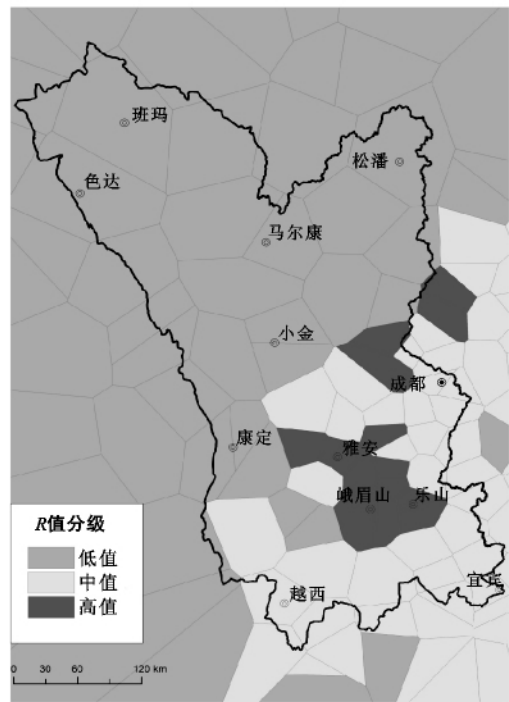 班玛
松潘
色达
马尔康
小金
成都
康定
雅安
峨眉山
乐山
R值分级
低值
中值
高值
越西
宜宾
0 30 60 120 km